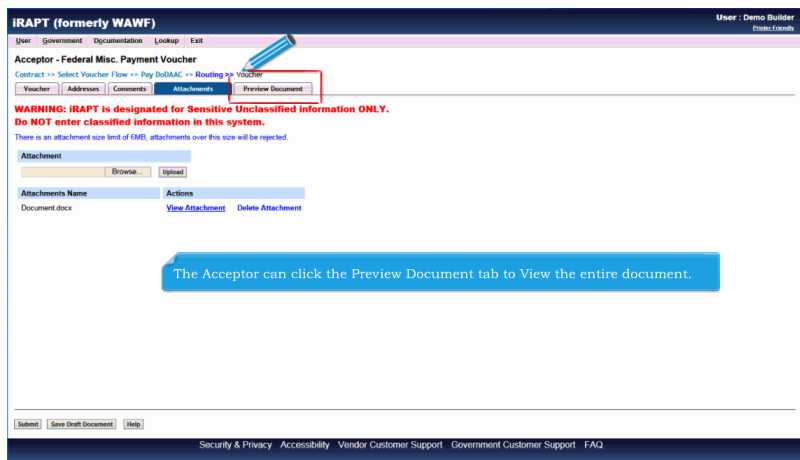 iRAPT (formerly WAWF)
User : Demo Builder
Printer Friendly
User Government Documentation Lookup Exit
Acceptor - Federal Misc. Payment Voucher
Contract >> Select Voucher Flow >> Pay DoDAAC >> Routing >> Voucher
Voucher Addresses Comments Attachments Preview Document
WARNING: iRAPT is designated for Sensitive Unclassified information ONLY.
Do NOT enter classified information in this system.
There is an attachment size limit of 6MB, attachments over this size will be rejected.
Attachment
Browse... Upload
Attachments Name Actions
Document.docx View Attachment Delete Attachment
The Acceptor can click the Preview Document tab to View the entire document.
Submit Save Draft Document Help
Security & Privacy Accessibility Vendor Customer Support Government Customer Support FAQ